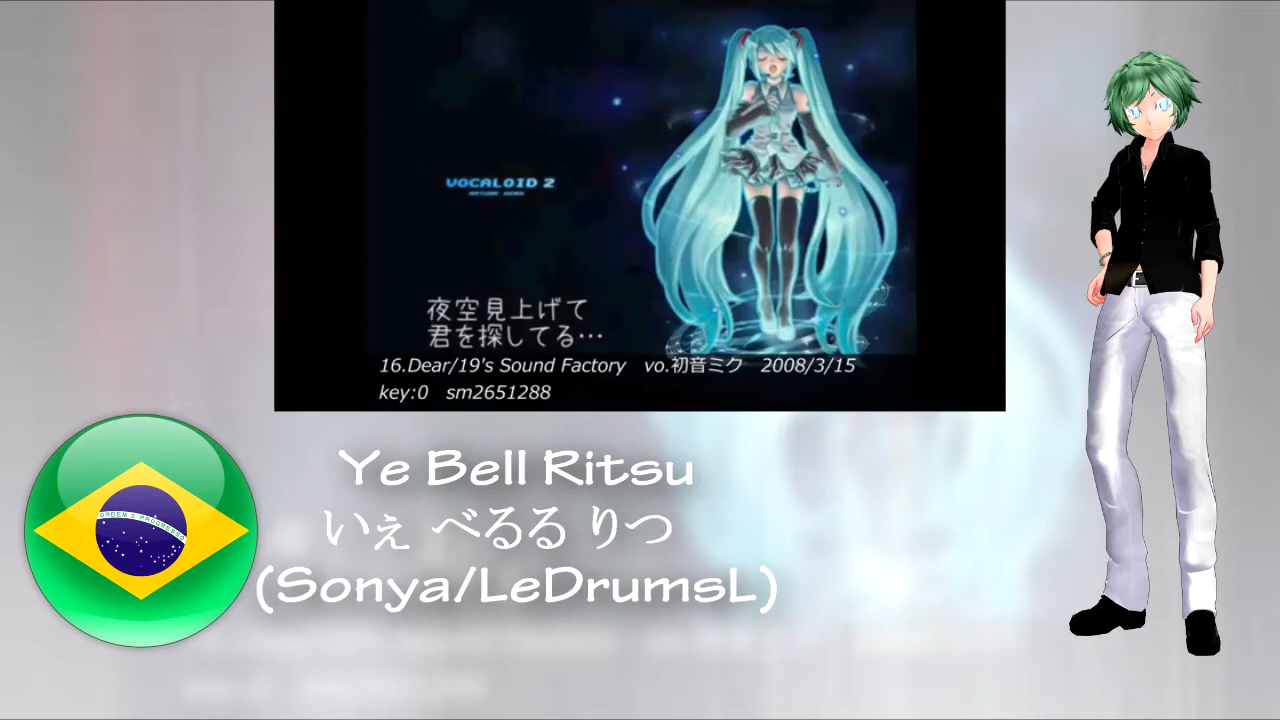 VOCALOID 2
HATSUNE MIKU
夜空見上げて
君を探してる…
16.Dear/19's Sound Factory vo.初音ミク 2008/3/15
key:0 sm2651288
ORDEM E PROGRESSO
Ye Bell Ritsu
いぇ べるる りつ
(Sonya/LeDrumsL)